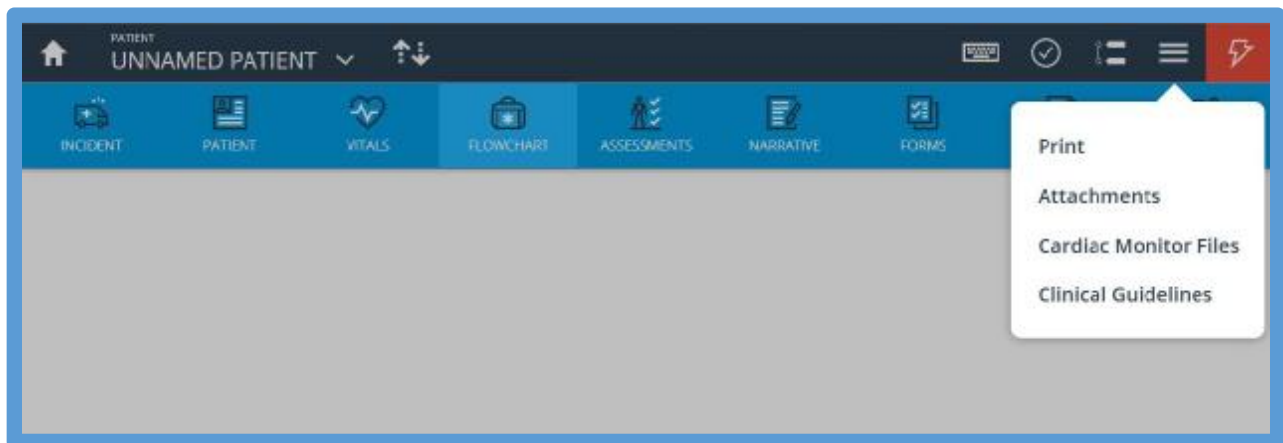 PATIENT
UNNAMED PATIENT
INCIDENT
PATIENT
VITALS
FLOWCHART
ASSESSMENTS
NARRATIVE
FORMS
Print
Attachments
Cardiac Monitor Files
Clinical Guidelines